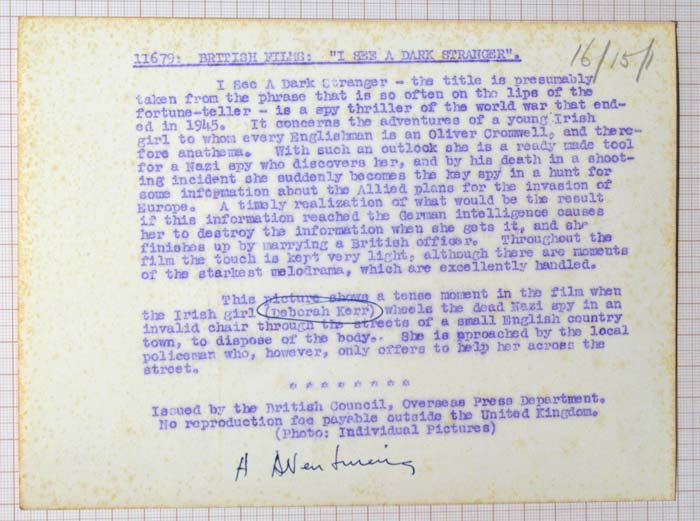 11679: BRITISH FILMS: "I SEE A DARK STRANGER".
16/15/1
I See A Dark Stranger - the title is presumably
taken from the phrase that is so often on the lips of the
fortune-teller - is a spy thriller of the world war that end-
ed in 1945. It concerns the adventures of a young Irish
girl to whom every Englishman is an Oliver Cromwell, and there-
fore anathema. With such an outlook she is a ready made tool
for a Nazi spy who discovers her, and by his death in a shoot-
ing incident she suddenly becomes the key spy in a hunt for
some information about the Allied plans for the invasion of
Europe. A timely realization of what would be the result
if this information reached the German intelligence causes
her to destroy the information when she gets it, and she
finishes up by marrying a British officer. Throughout the
film the touch is kept very light, although there are moments
of the starkest melodrama, which are excellently handled.
This picture shows a tense moment in the film when
the Irish girl (Deborah Kerr) wheels the dead Nazi spy in an
invalid chair through the streets of a small English country
town, to dispose of the body. She is aproached by the local
policeman who, however, only offers to help her across the
street.
* * * * * * * *
Issued by the British Council, Overseas Press Department.
No reproduction fee payable outside the United Kingdom.
(Photo: Individual Pictures)
A